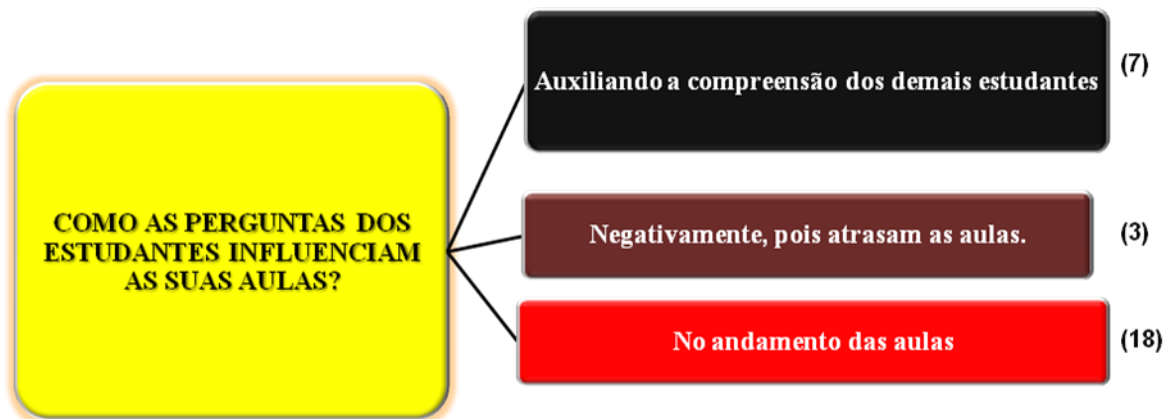 COMO AS PERGUNTAS DOS
ESTUDANTES INFLUENCIAM
AS SUAS AULAS?
Auxiliando a compreensão dos demais estudantes
(7)
Negativamente, pois atrasam as aulas.
(3)
No andamento das aulas
(18)